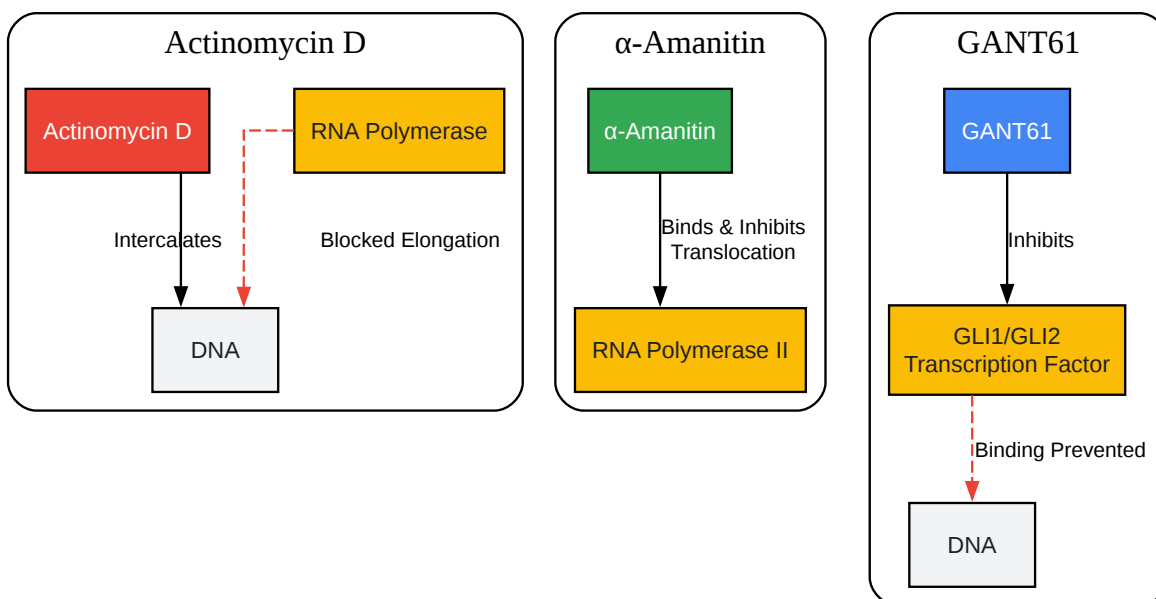 Actinomycin D
Actinomycin D
RNA Polymerase
Intercalates
Blocked Elongation
DNA
α-Amanitin
α-Amanitin
Binds & Inhibits
Translocation
RNA Polymerase II
GANT61
GANT61
Inhibits
GLI1/GLI2
Transcription Factor
Binding Prevented
DNA